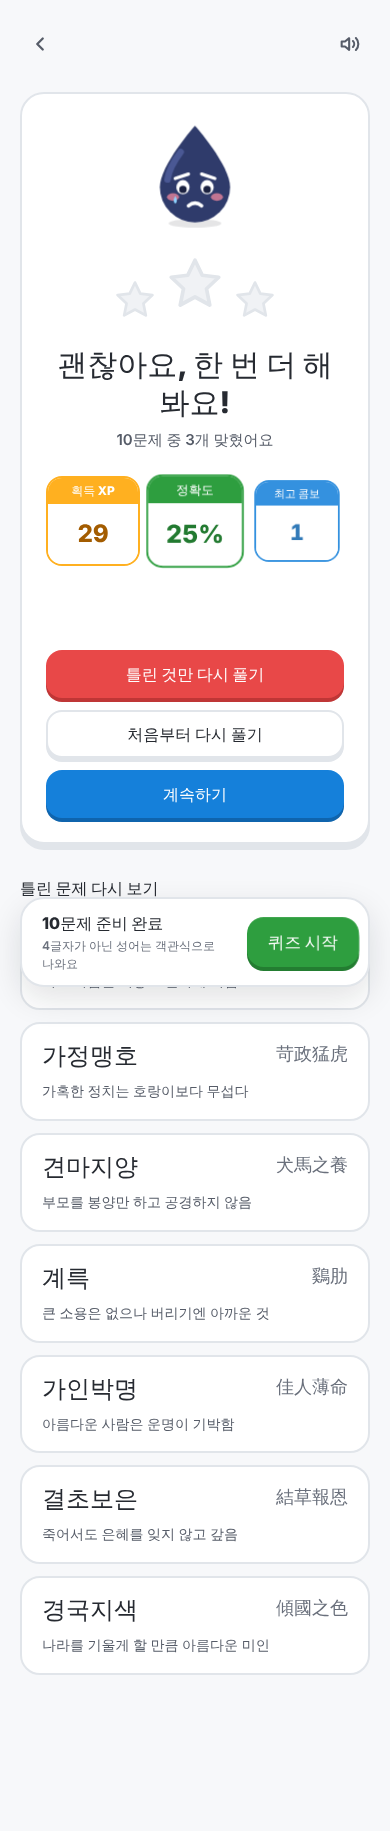 괜찮아요, 한 번 더 해
봐요!
10문제 중 3개 맞혔어요
획득 XP
정확도
최고 콤보
29
25%
1
틀린 것만 다시 풀기
처음부터 다시 풀기
계속하기
틀린 문제 다시 보기
10문제 준비 완료
4글자가 아닌 성어는 객관식으로
나와요
퀴즈 시작
가정맹호 苛政猛虎
가혹한 정치는 호랑이보다 무섭다
견마지양 犬馬之養
부모를 봉양만 하고 공경하지 않음
계륵 鷄肋
큰 소용은 없으나 버리기엔 아까운 것
가인박명 佳人薄命
아름다운 사람은 운명이 기박함
결초보은 結草報恩
죽어서도 은혜를 잊지 않고 갚음
경국지색 傾國之色
나라를 기울게 할 만큼 아름다운 미인